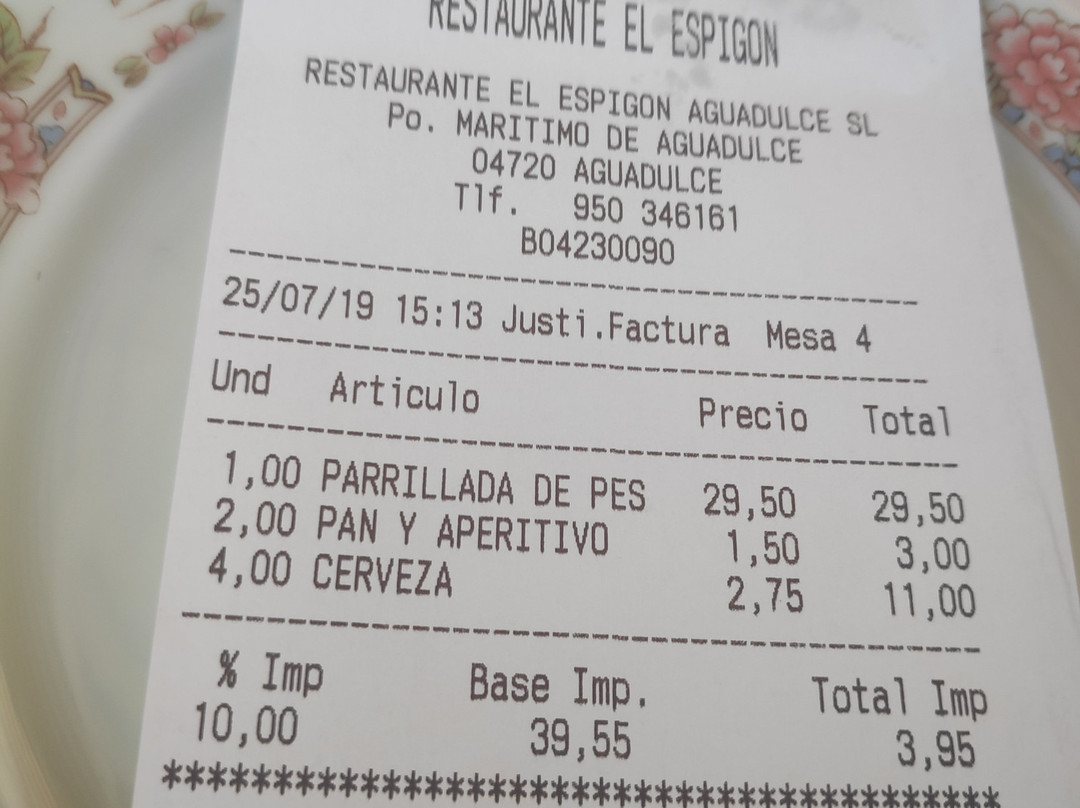 RESTAURANTE EL ESPIGON
RESTAURANTE EL ESPIGON AGUADULCE SL
Po. MARITIMO DE AGUADULCE
04720 AGUADULCE
Tlf. 950 346161
B04230090
------------------------------------
25/07/19 15:13 Justi.Factura Mesa 4
------------------------------------
Und Articulo Precio Total
------------------------------------
1,00 PARRILLADA DE PES 29,50 29,50
2,00 PAN Y APERITIVO 1,50 3,00
4,00 CERVEZA 2,75 11,00
------------------------------------
% Imp Base Imp. Total Imp
10,00 39,55 3,95
************************************